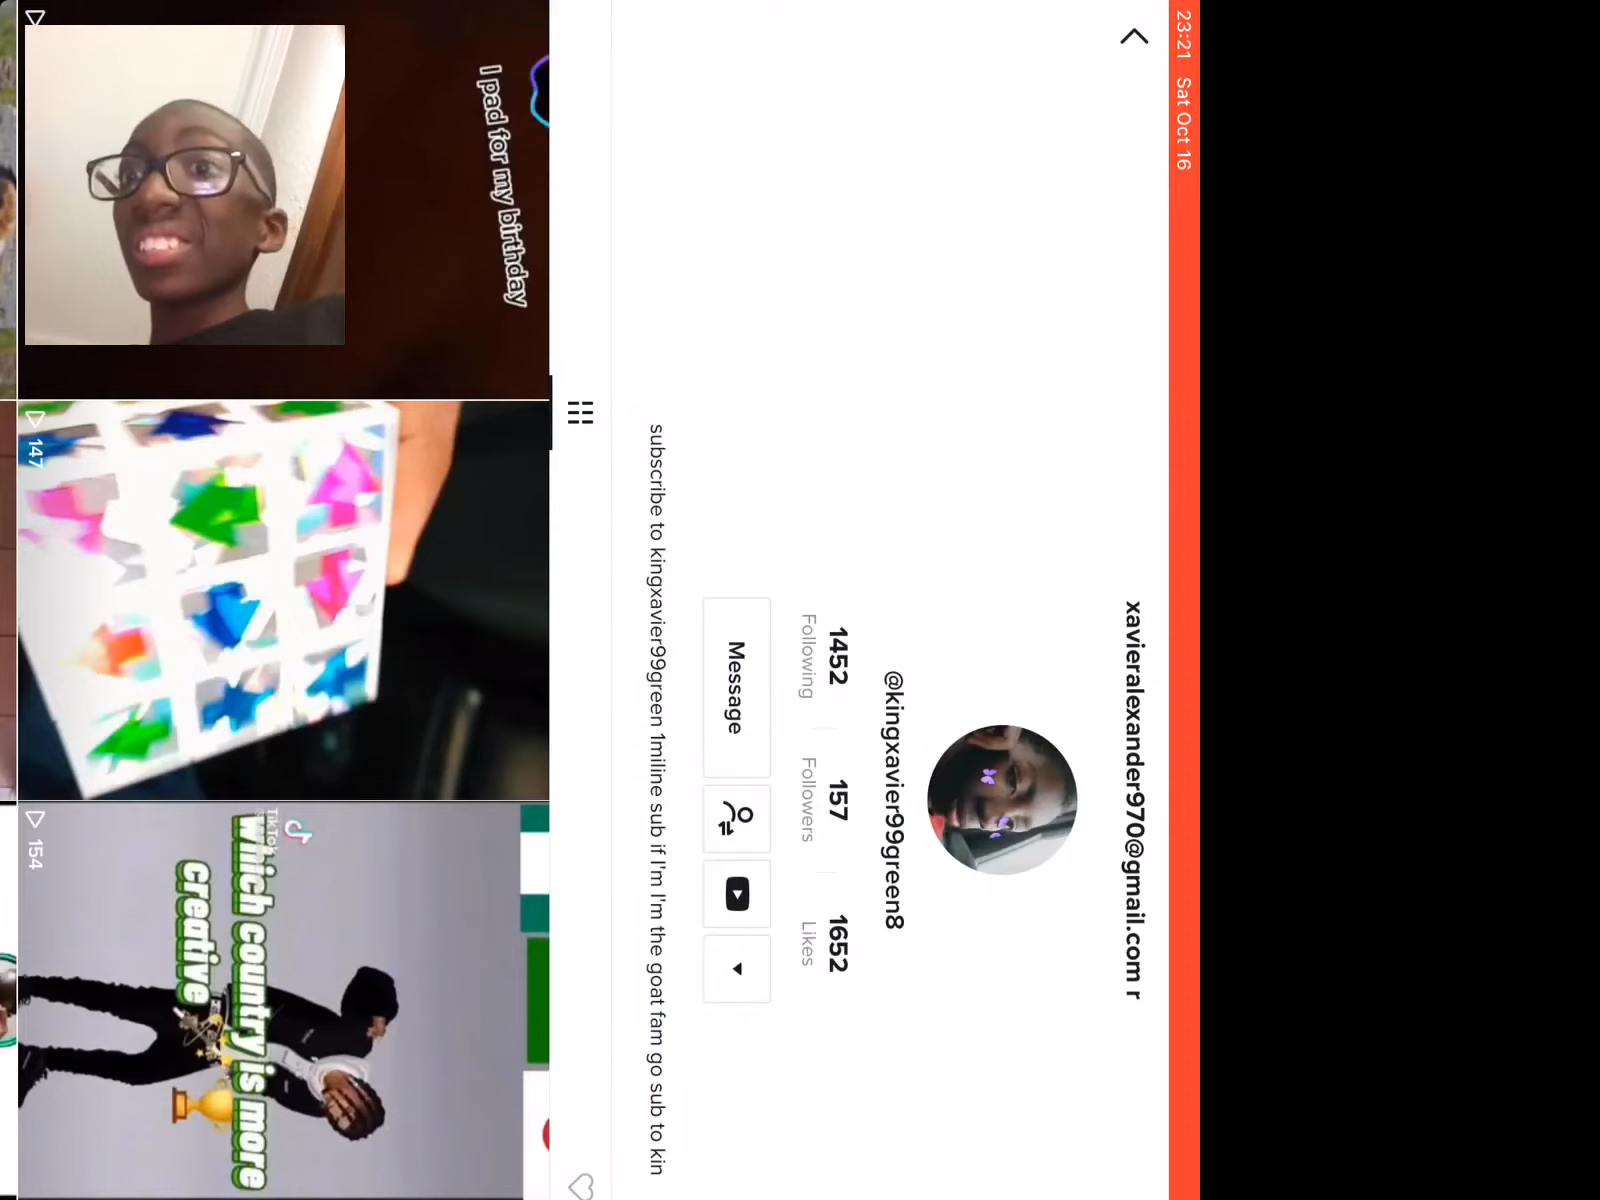 23:21 Sat Oct 16
xavieralexander970@gmail.com r
@kingxavier99green8
1452
Following
157
Followers
1652
Likes
Message
subscribe to kingxavier99green 1miline sub if I'm I'm the goat fam go sub to kin
I pad for my birthday
147
TikTok
which country is more
creative
154